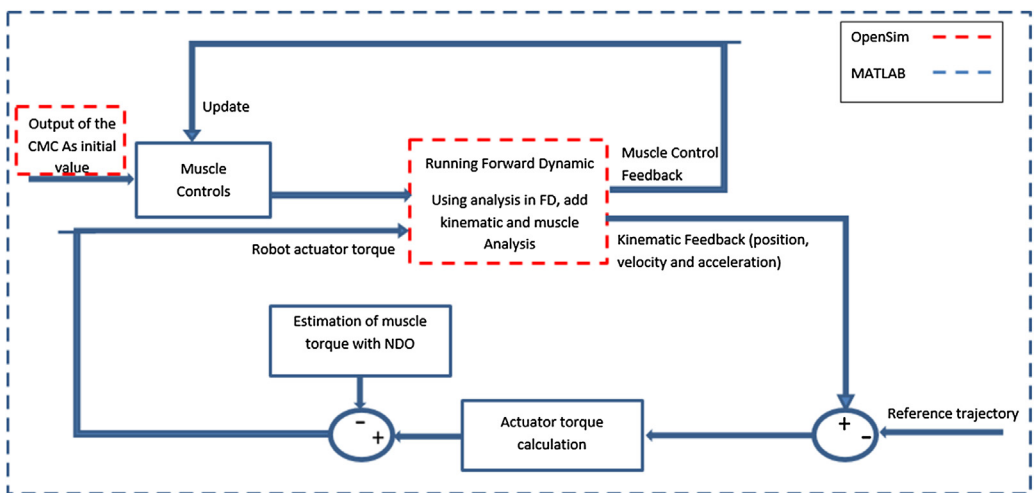 OpenSim
MATLAB
Update
Output of the
CMC As initial
value
Muscle
Controls
Running Forward Dynamic
Using analysis in FD, add
kinematic and muscle
Analysis
Muscle Control
Feedback
Robot actuator torque
Kinematic Feedback (position,
velocity and acceleration)
Estimation of muscle
torque with NDO
Actuator torque
calculation
Reference trajectory
-
+
+
-